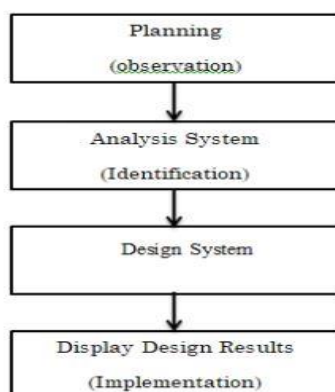 Planning
(observation)
Analysis System
(Identification)
Design System
Display Design Results
(Implementation)